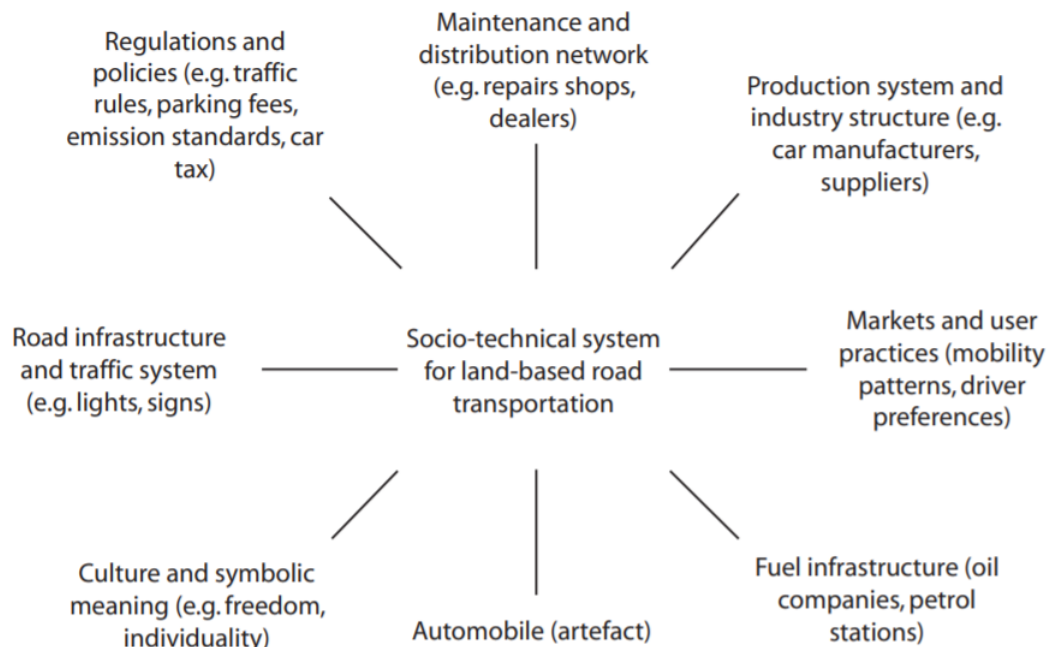 Regulations and
policies (e.g. traffic
rules, parking fees,
emission standards, car
tax)
Maintenance and
distribution network
(e.g. repairs shops,
dealers)
Production system and
industry structure (e.g.
car manufacturers,
suppliers)
Road infrastructure
and traffic system
(e.g. lights, signs)
Socio-technical system
for land-based road
transportation
Markets and user
practices (mobility
patterns, driver
preferences)
Culture and symbolic
meaning (e.g. freedom,
individuality)
Automobile (artefact)
Fuel infrastructure (oil
companies, petrol
stations)